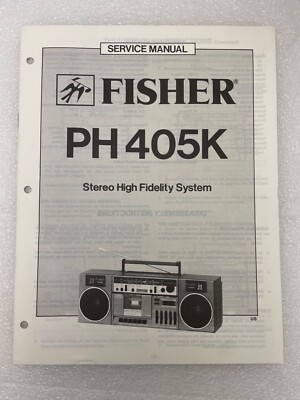 SERVICE MANUAL
FISHER®
PH 405K
Stereo High Fidelity System